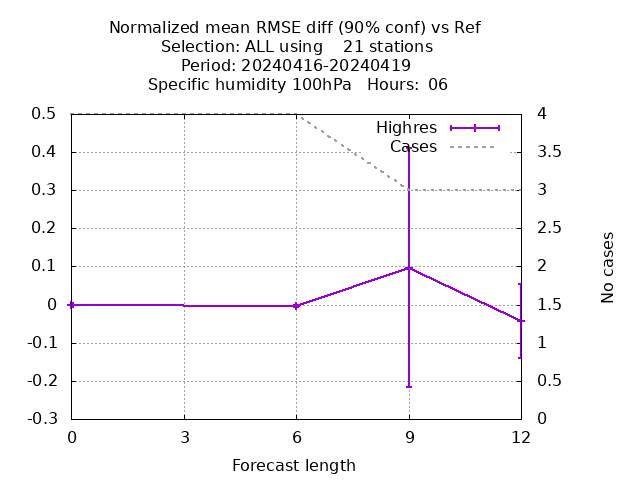 Normalized mean RMSE diff (90% conf) vs Ref
Selection: ALL using    21 stations
Period: 20240416-20240419
Specific humidity 100hPa   Hours:  06
Highres
Cases
0.5
0.4
0.3
0.2
0.1
0
-0.1
-0.2
-0.3
4
3.5
3
2.5
2
1.5
1
0.5
0
No cases
0 3 6 9 12
Forecast length